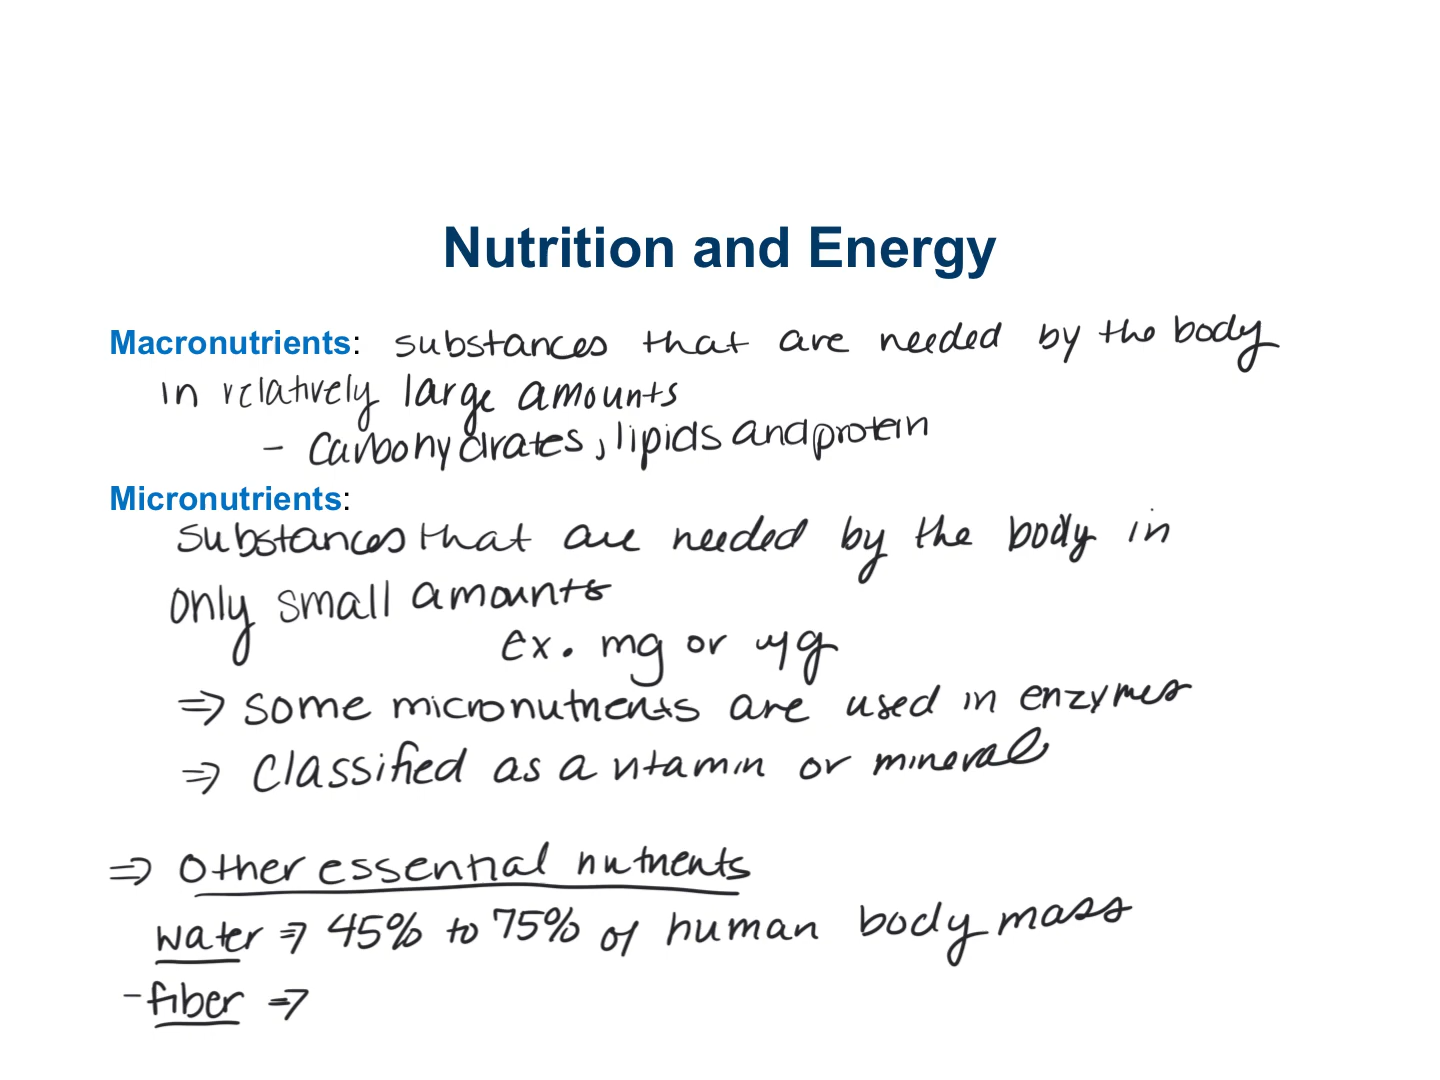 Nutrition and Energy
Macronutrients: substances that are needed by the body
in relatively large amounts
- Carbohydrates, lipids and protein
Micronutrients:
substances that are needed by the body in
only small amounts
ex. mg or μg
⇒ some micronutrients are used in enzymes
⇒ Classified as a vitamin or mineral
⇒ Other essential nutrients
water ⇒ 45% to 75% of human body mass
- fiber ⇒